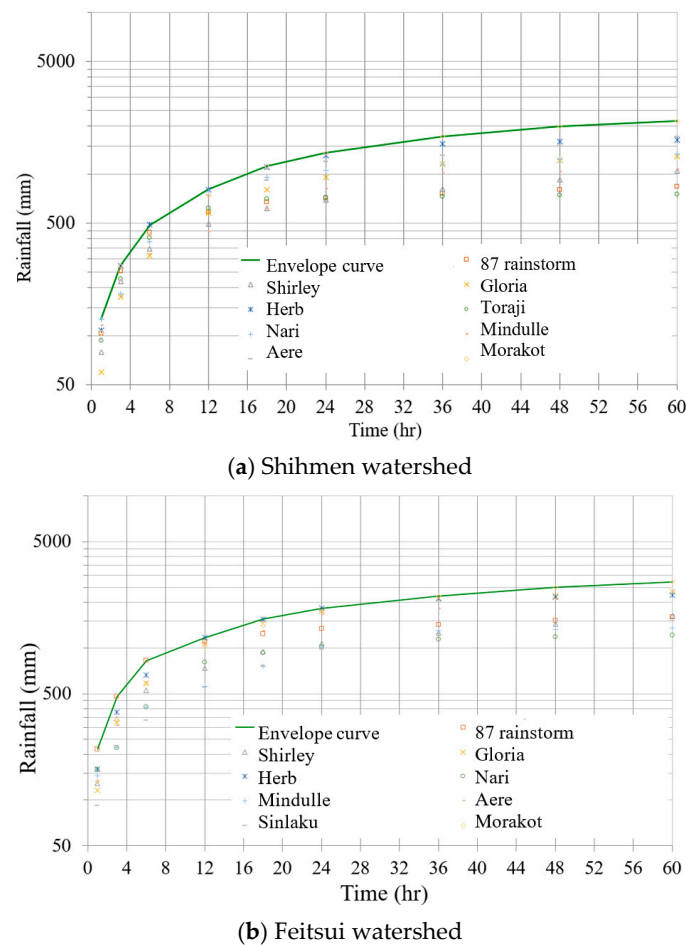 5000
500
50
Rainfall (mm)
Envelope curve
Shirley
Herb
Nari
Aere
87 rainstorm
Gloria
Toraji
Mindulle
Morakot
0 4 8 12 16 20 24 28 32 36 40 44 48 52 56 60
Time (hr)
(a) Shihmen watershed
5000
500
50
Rainfall (mm)
Envelope curve
Shirley
Herb
Mindulle
Sinlaku
87 rainstorm
Gloria
Nari
Aere
Morakot
0 4 8 12 16 20 24 28 32 36 40 44 48 52 56 60
Time (hr)
(b) Feitsui watershed